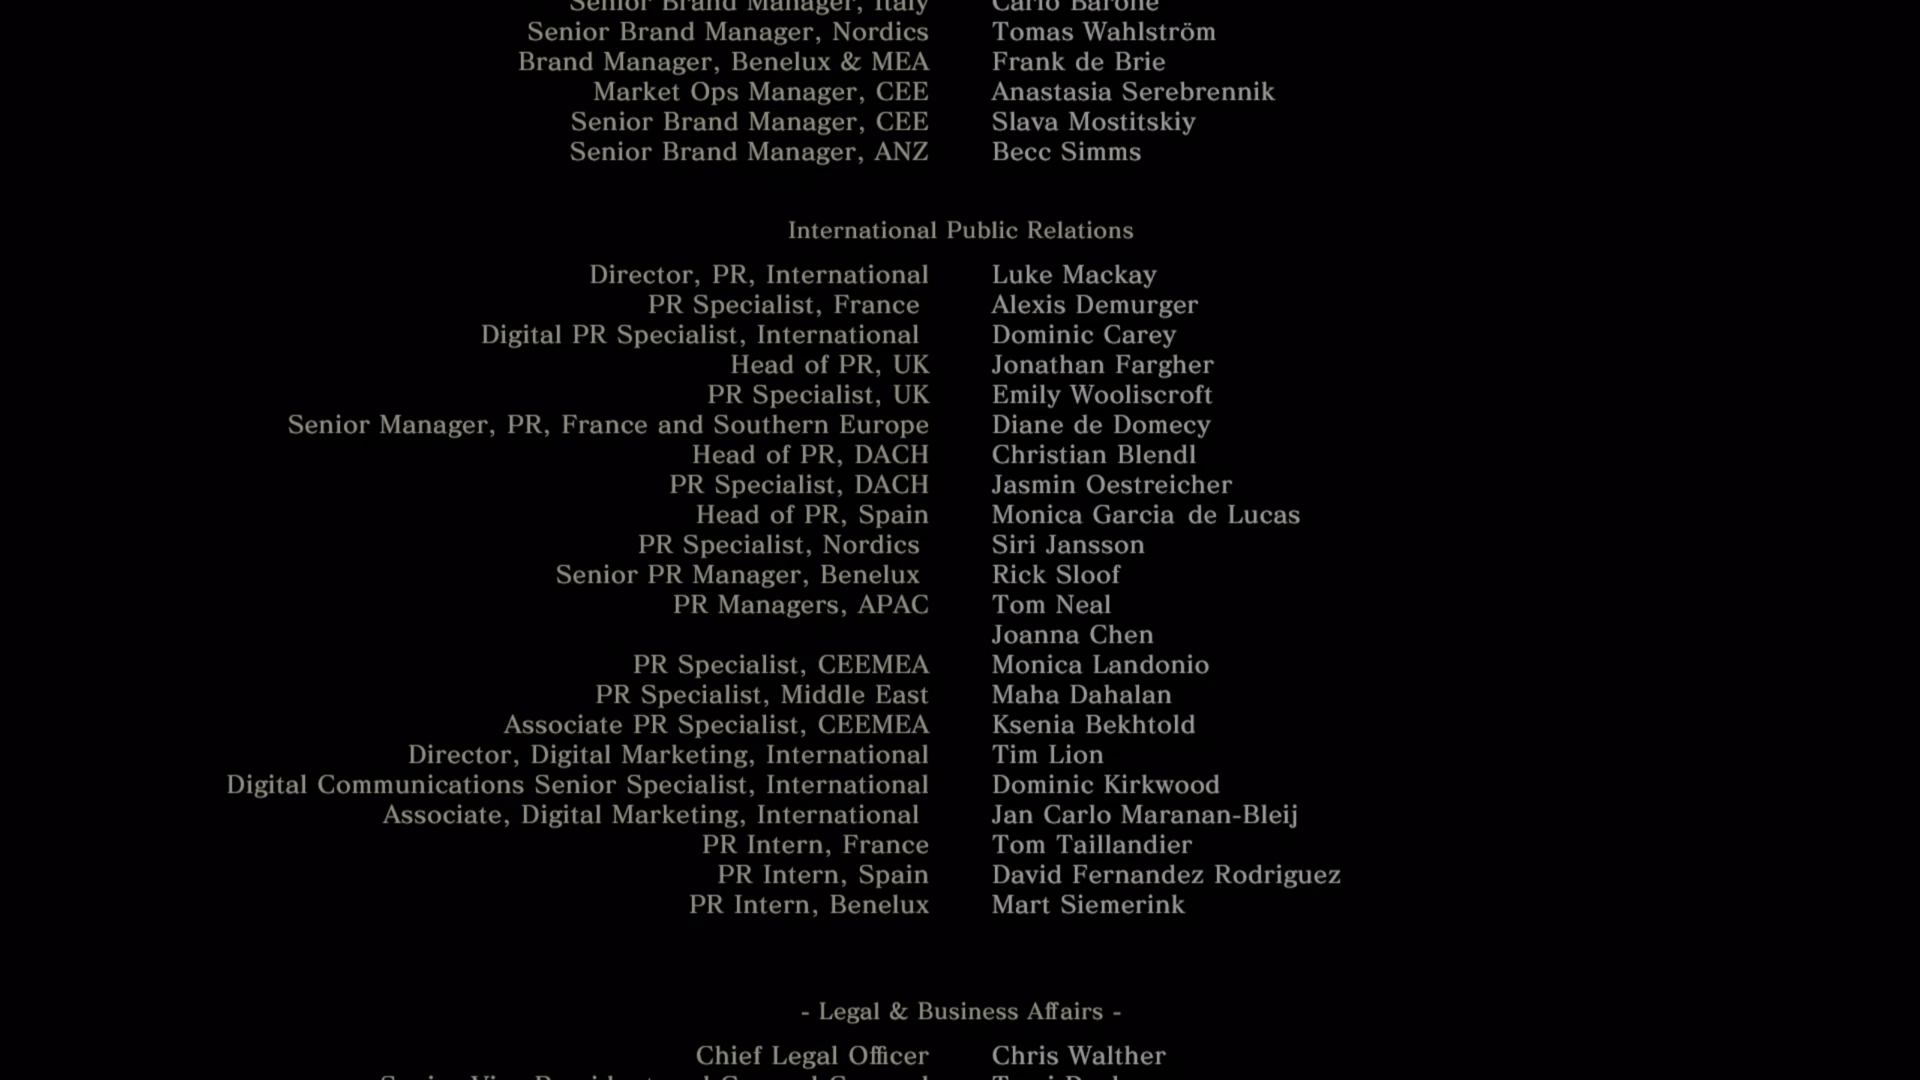 Senior Brand Manager, Italy Carlo Barone
Senior Brand Manager, Nordics Tomas Wahlström
Brand Manager, Benelux & MEA Frank de Brie
Market Ops Manager, CEE Anastasia Serebrennik
Senior Brand Manager, CEE Slava Mostitskiy
Senior Brand Manager, ANZ Becc Simms
International Public Relations
Director, PR, International Luke Mackay
PR Specialist, France Alexis Demurger
Digital PR Specialist, International Dominic Carey
Head of PR, UK Jonathan Fargher
PR Specialist, UK Emily Wooliscroft
Senior Manager, PR, France and Southern Europe Diane de Domecy
Head of PR, DACH Christian Blendl
PR Specialist, DACH Jasmin Oestreicher
Head of PR, Spain Monica Garcia de Lucas
PR Specialist, Nordics Siri Jansson
Senior PR Manager, Benelux Rick Sloof
PR Managers, APAC Tom Neal
Joanna Chen
PR Specialist, CEEMEA Monica Landonio
PR Specialist, Middle East Maha Dahalan
Associate PR Specialist, CEEMEA Ksenia Bekhtold
Director, Digital Marketing, International Tim Lion
Digital Communications Senior Specialist, International Dominic Kirkwood
Associate, Digital Marketing, International Jan Carlo Maranan-Bleij
PR Intern, France Tom Taillandier
PR Intern, Spain David Fernandez Rodriguez
PR Intern, Benelux Mart Siemerink
- Legal & Business Affairs -
Chief Legal Officer Chris Walther